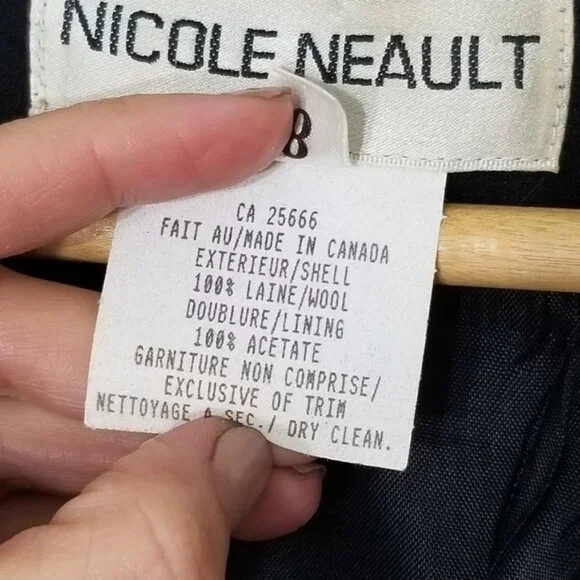 NICOLE NEAULT
8
CA 25666
FAIT AU/MADE IN CANADA
EXTERIEUR/SHELL
100% LAINE/WOOL
DOUBLURE/LINING
100% ACETATE
GARNITURE NON COMPRISE/
EXCLUSIVE OF TRIM
NETTOYAGE A SEC./ DRY CLEAN.